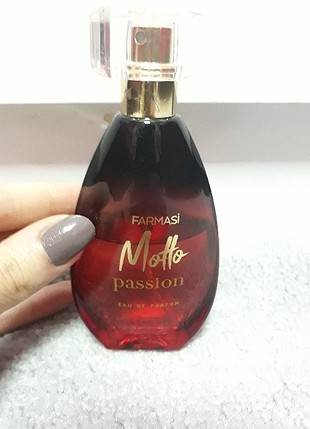 FARMASİ
Motto
passion
EAU DE PARFUM